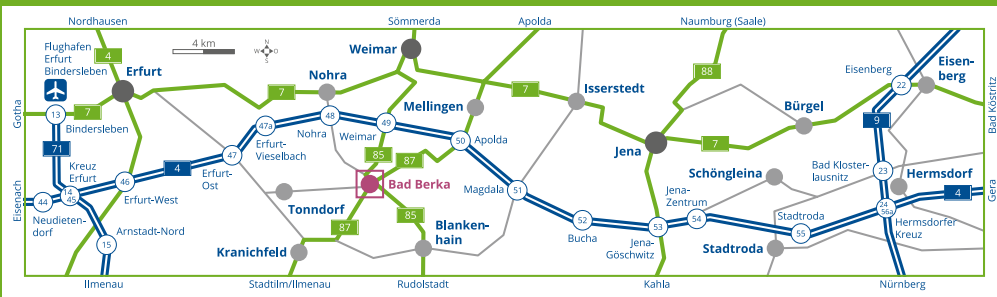 Nordhausen
Sömmerda
Apolda
Naumburg (Saale)
Flughafen
Erfurt
Bindersleben
4
4 km
N
W
O
S
Weimar
Erfurt
Nohra
7
7
Mellingen
7
Isserstedt
88
Eisenberg
22
Eisen-
berg
Bad Köstritz
Gotha
13
Bindersleben
71
Kreuz
Erfurt
47a
Erfurt-
Vieselbach
48
Nohra
49
Weimar
50
Apolda
85
87
Jena
7
Bürgel
9
Bad Kloster-
lausnitz
23
Hermsdorf
4
Gera
Eisenach
44
Neudieten-
dorf
14
45
46
Erfurt-West
4
47
Erfurt-
Ost
Tonndorf
Bad Berka
Magdala
51
Schöngleina
Jena-
Zentrum
54
15
Arnstadt-Nord
87
Kranichfeld
85
Blanken-
hain
52
Bucha
53
Jena-
Göschwitz
Stadtroda
55
Stadtroda
24
56a
Hermsdorfer
Kreuz
Ilmenau
Stadtilm/Ilmenau
Rudolstadt
Kahla
Nürnberg